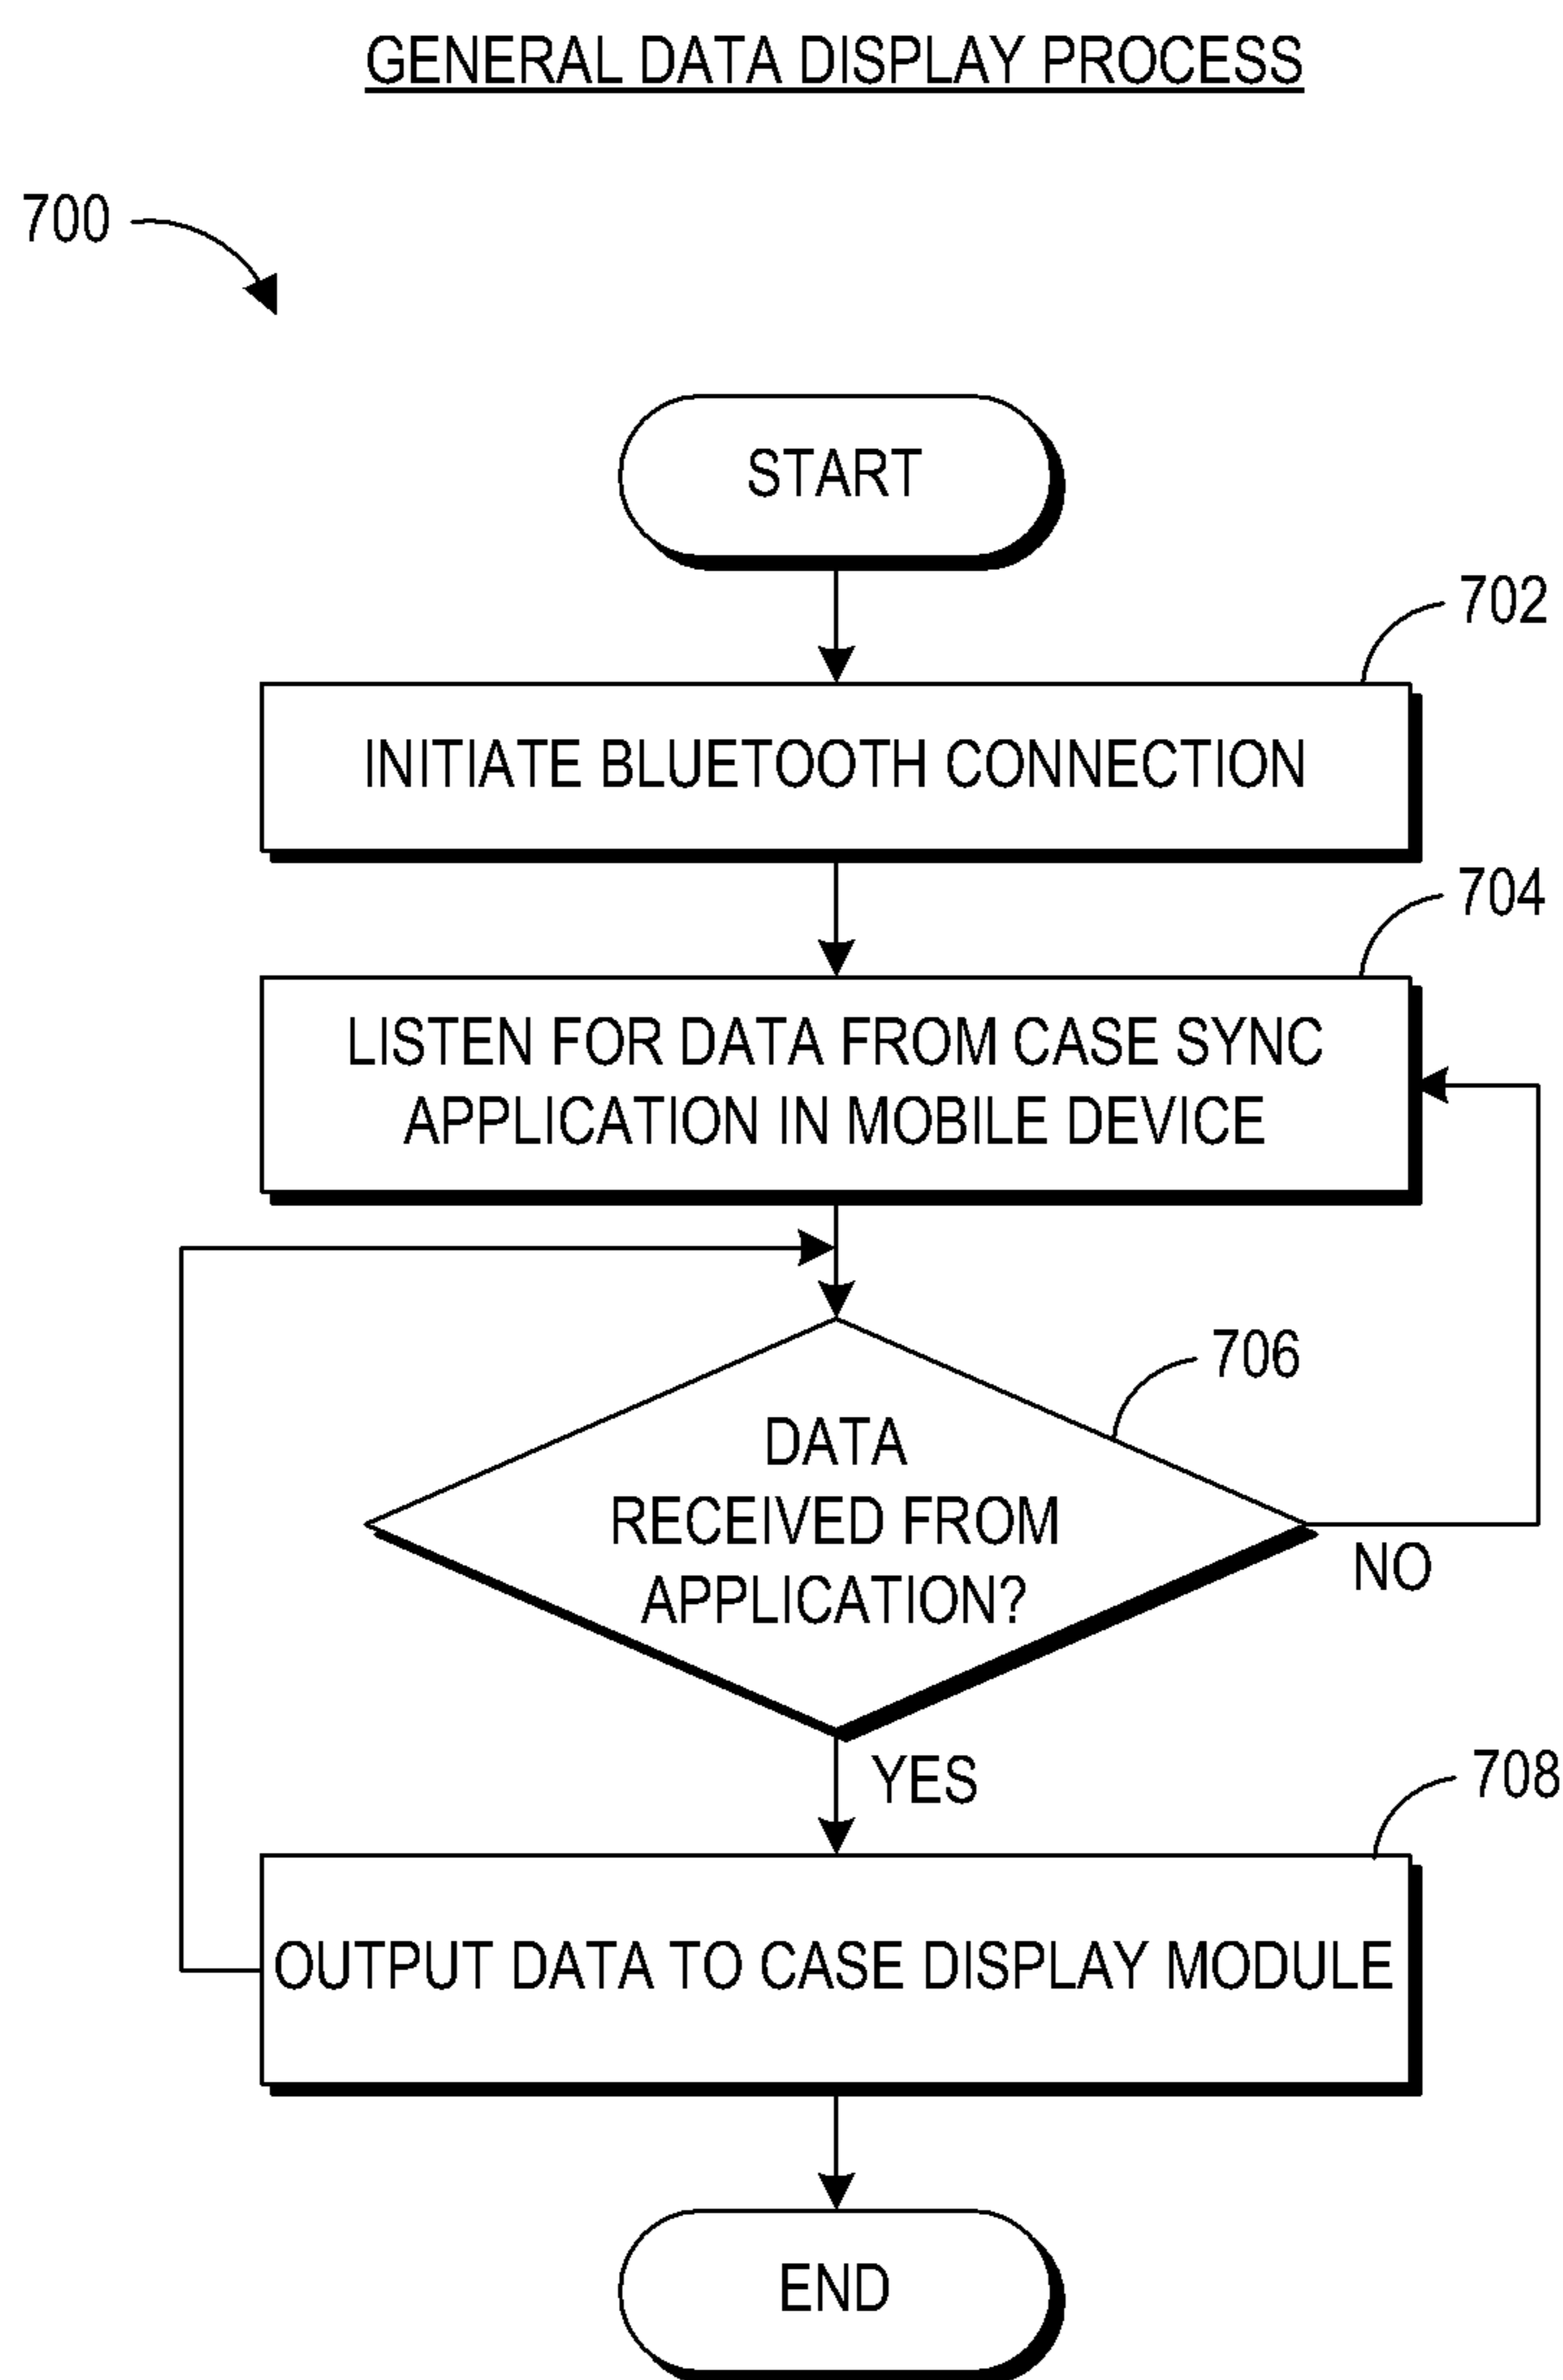 GENERAL DATA DISPLAY PROCESS
700
START
702
INITIATE BLUETOOTH CONNECTION
704
LISTEN FOR DATA FROM CASE SYNC
APPLICATION IN MOBILE DEVICE
706
DATA
RECEIVED FROM
APPLICATION?
NO
YES
708
OUTPUT DATA TO CASE DISPLAY MODULE
END